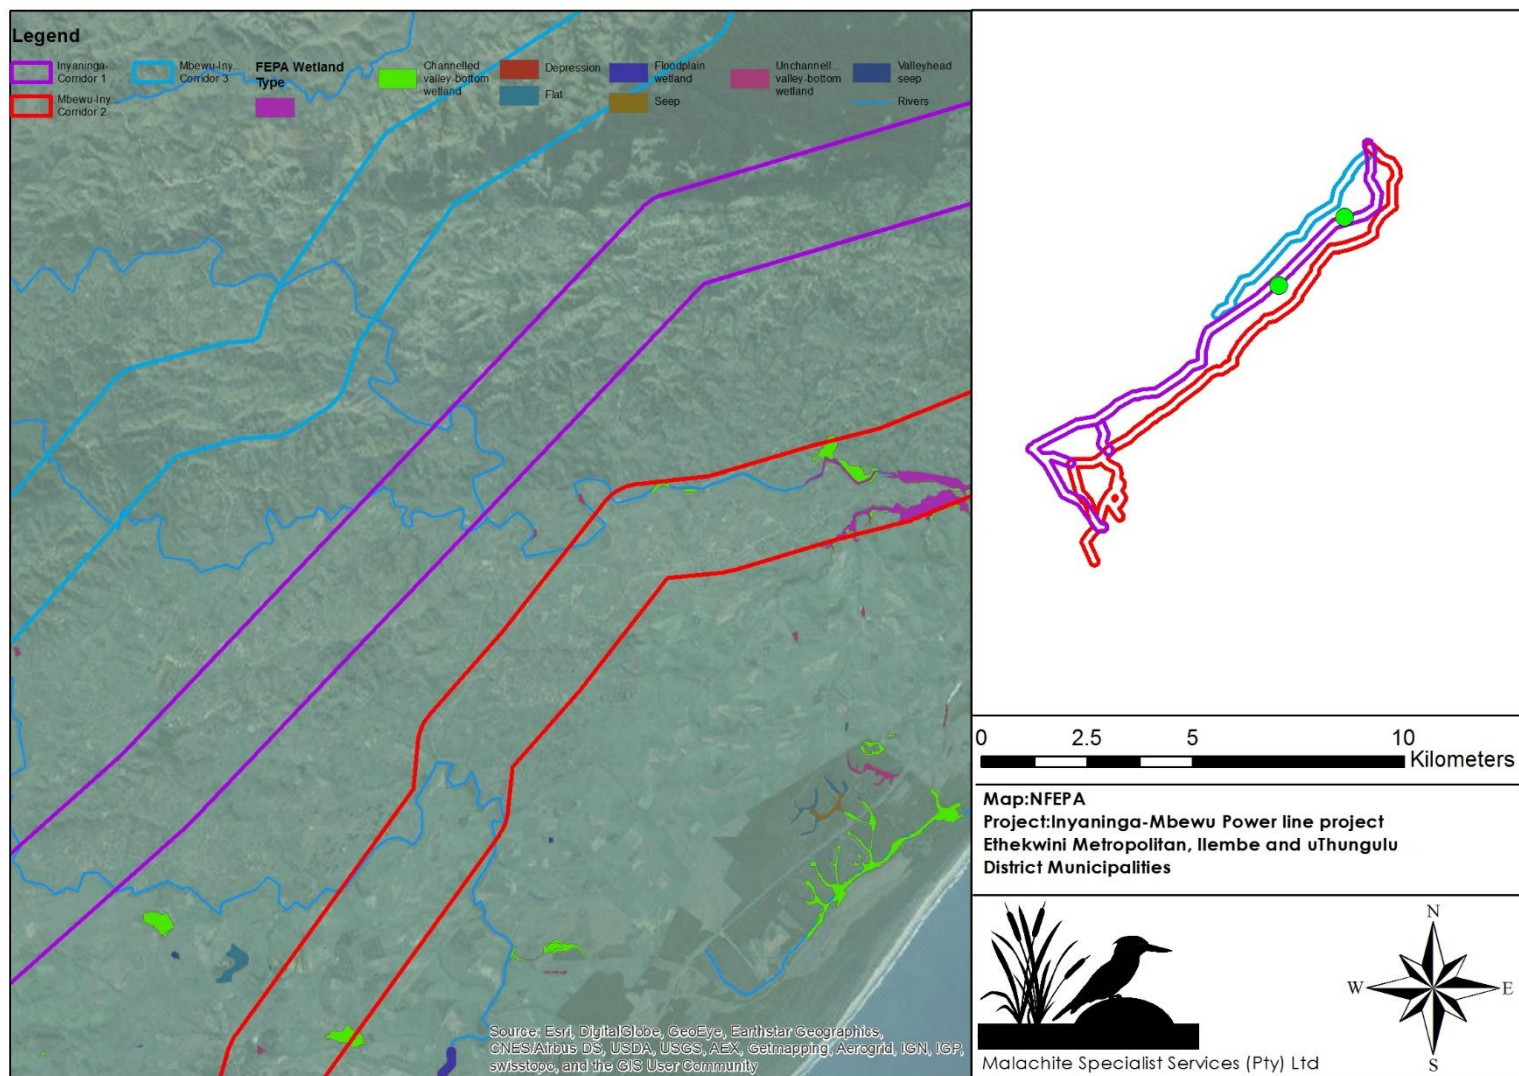 Legend
Inyaninga-...
Corridor 1
Mbewu-Iny...
Corridor 2
Mbewu-Iny...
Corridor 3
FEPA Wetland
Type
Channelled
valley-bottom
wetland
Depression
Flat
Floodplain
wetland
Seep
Unchannell...
valley-bottom
wetland
Valleyhead
seep
Rivers
Source: Esri, DigitalGlobe, GeoEye, Earthstar Geographics,
CNES/Airbus DS, USDA, USGS, AEX, Getmapping, Aerogrid, IGN, IGP,
swisstopo, and the GIS User Community
0 2.5 5 10
Kilometers
Map:NFEPA
Project:Inyaninga-Mbewu Power line project
Ethekwini Metropolitan, Ilembe and uThungulu
District Municipalities
Malachite Specialist Services (Pty) Ltd
N
W E
S